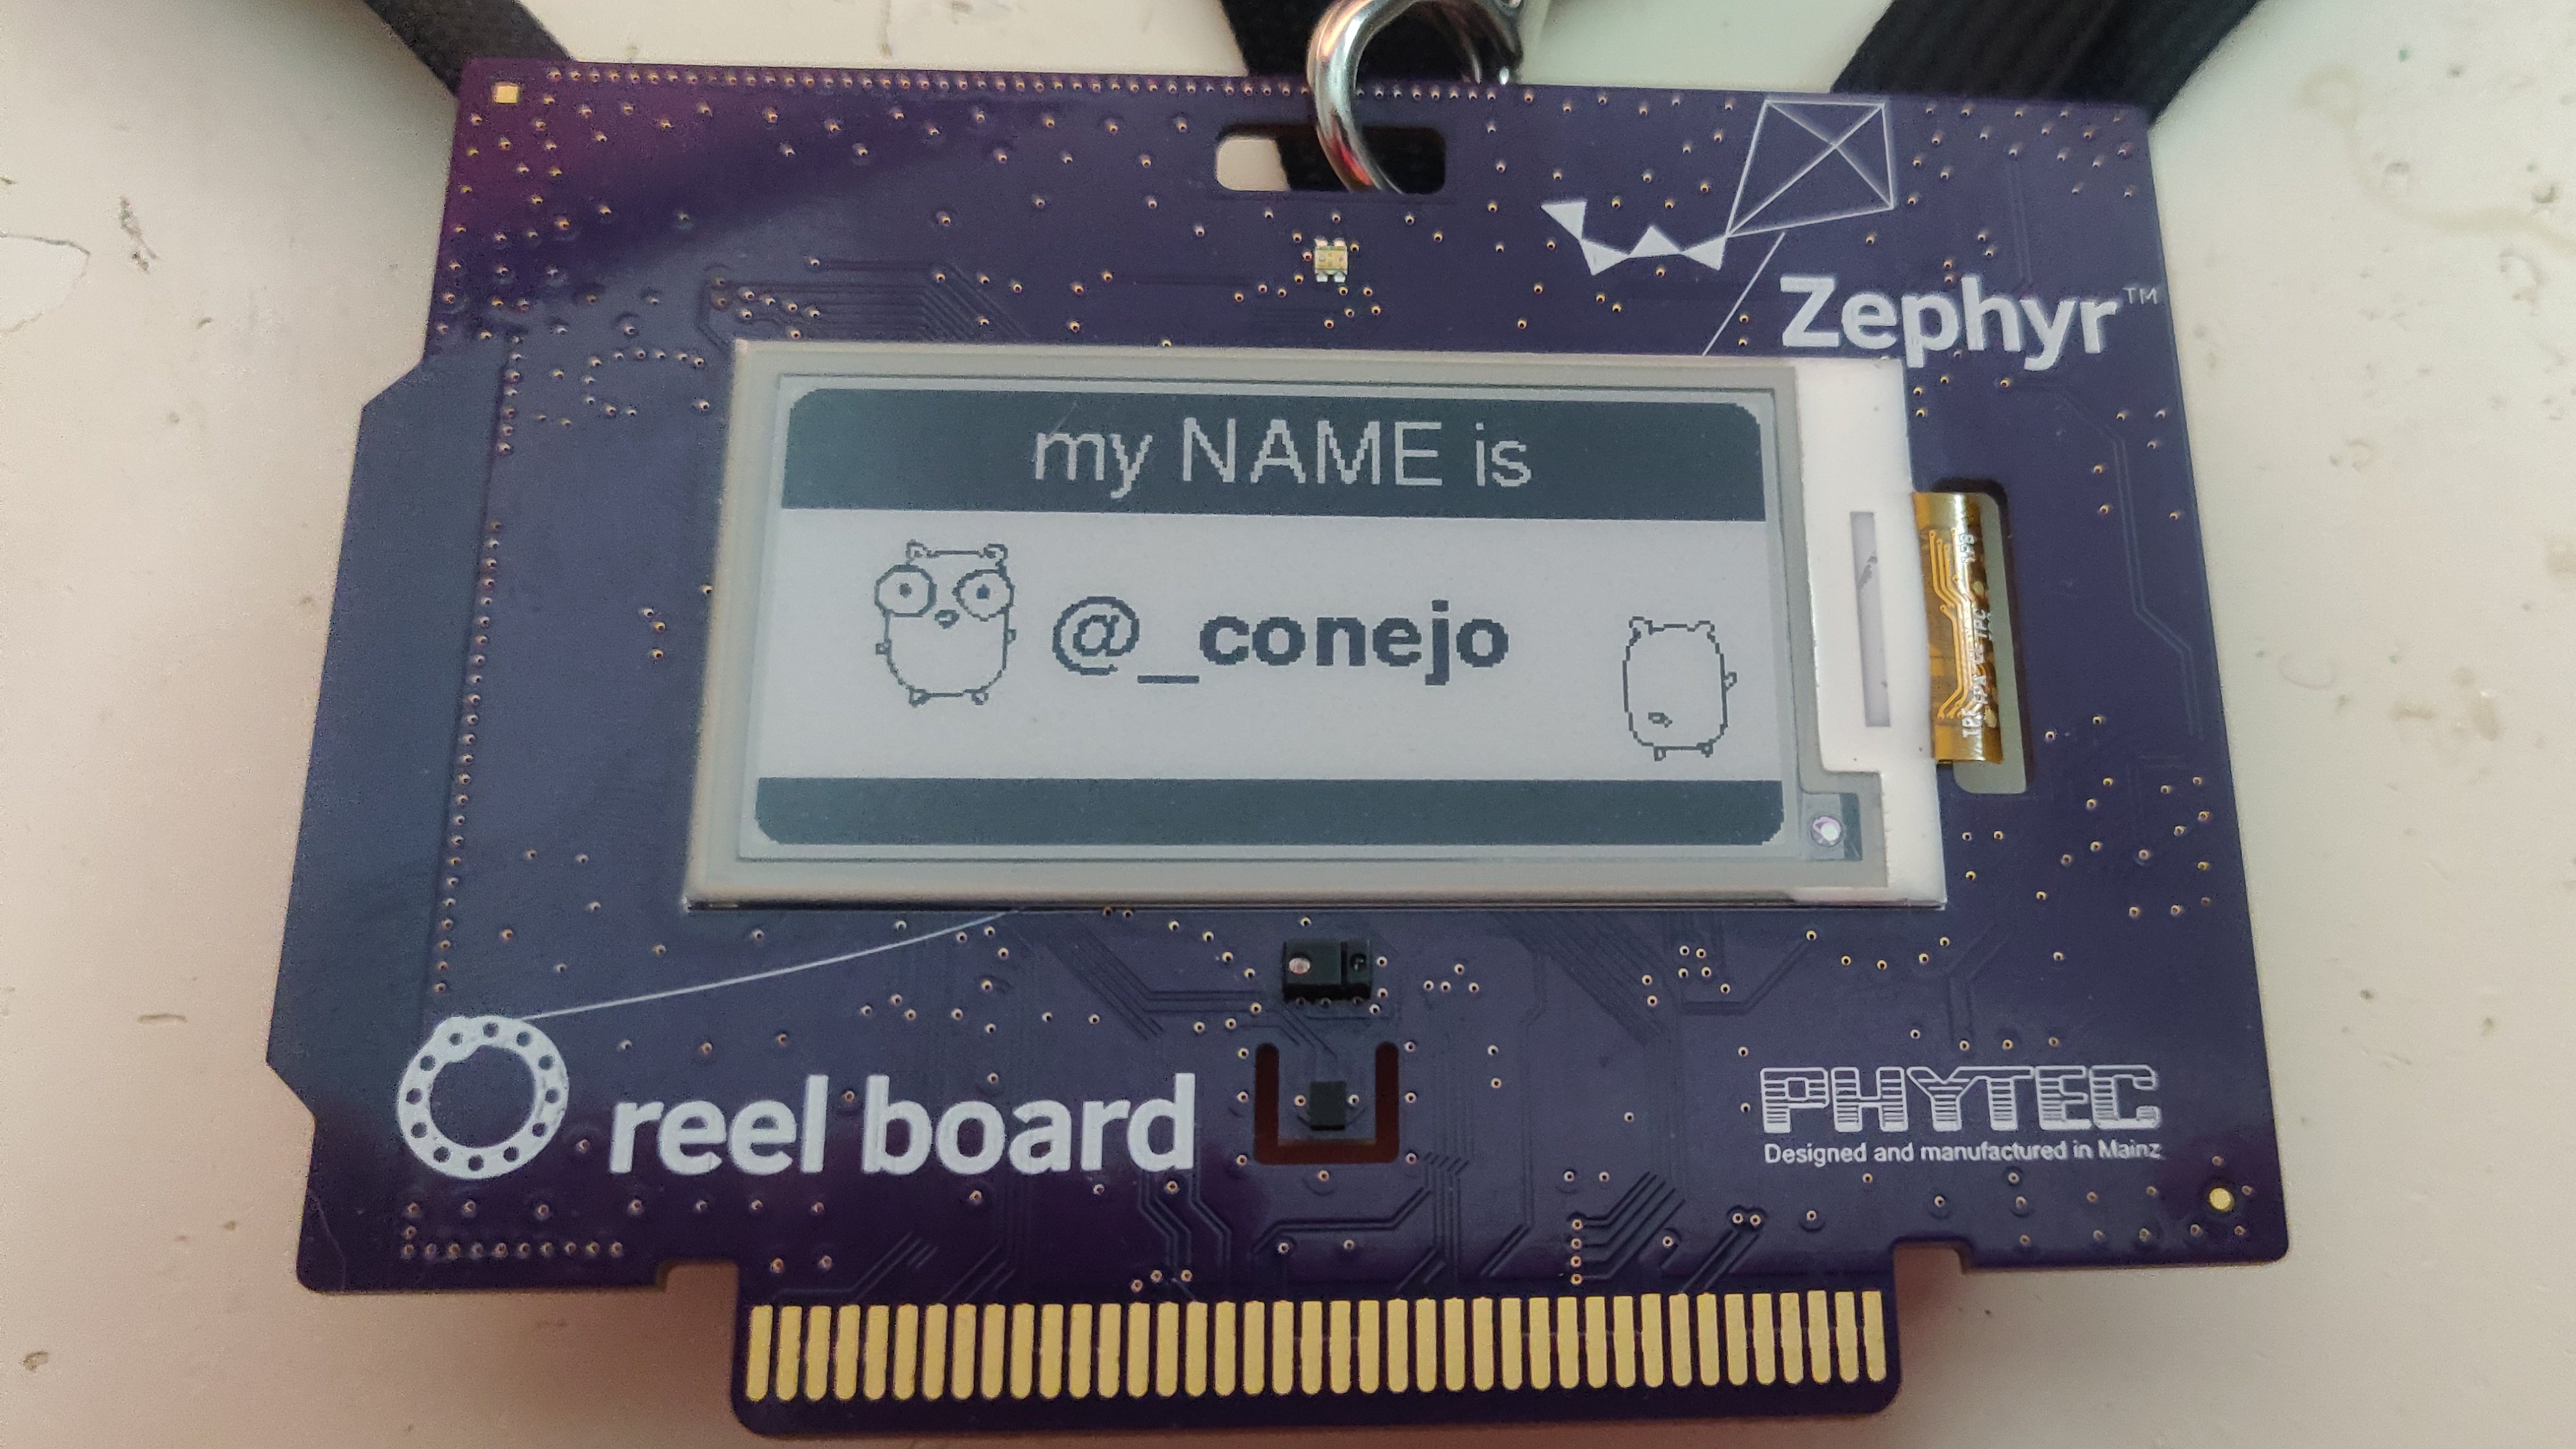 Zephyr™
my NAME is
@_conejo
reel board
PHYTEC
Designed and manufactured in Mainz